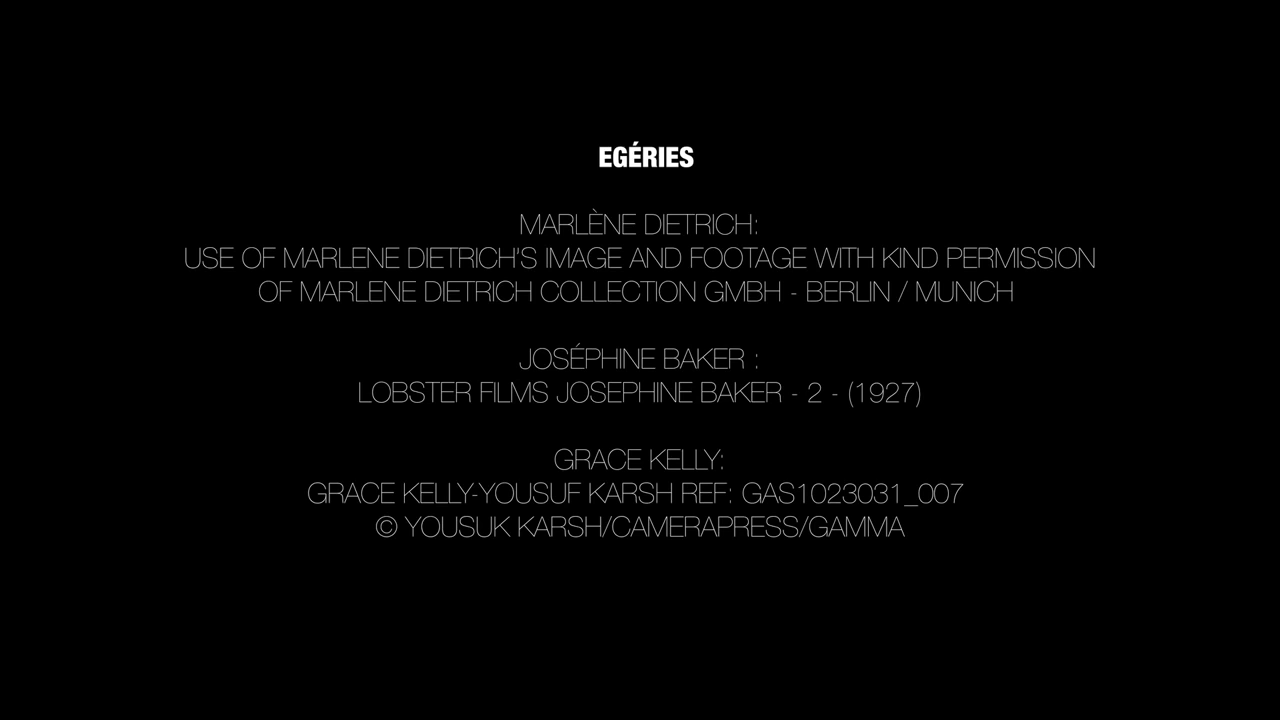 EGÉRIES
MARLÈNE DIETRICH:
USE OF MARLENE DIETRICH'S IMAGE AND FOOTAGE WITH KIND PERMISSION
OF MARLENE DIETRICH COLLECTION GMBH - BERLIN / MUNICH
JOSÉPHINE BAKER :
LOBSTER FILMS JOSEPHINE BAKER - 2 - (1927)
GRACE KELLY:
GRACE KELLY-YOUSUF KARSH REF: GAS1023031_007
© YOUSUK KARSH/CAMERAPRESS/GAMMA